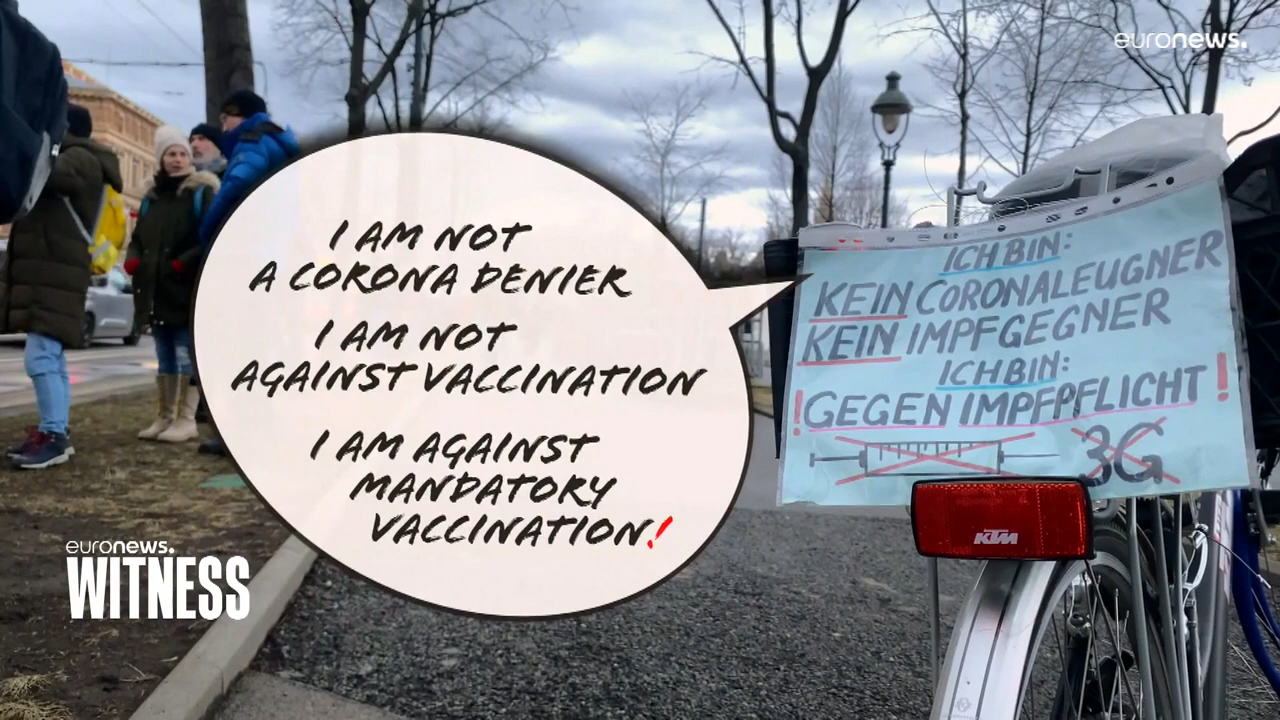 euronews.
I AM NOT
A CORONA DENIER
I AM NOT
AGAINST VACCINATION
I AM AGAINST
MANDATORY
VACCINATION!
ICH BIN:
KEIN CORONALEUGNER
KEIN IMPFGEGNER
ICH BIN:
!GEGEN IMPFPFLICHT!
3G
KTM
euronews.
WITNESS